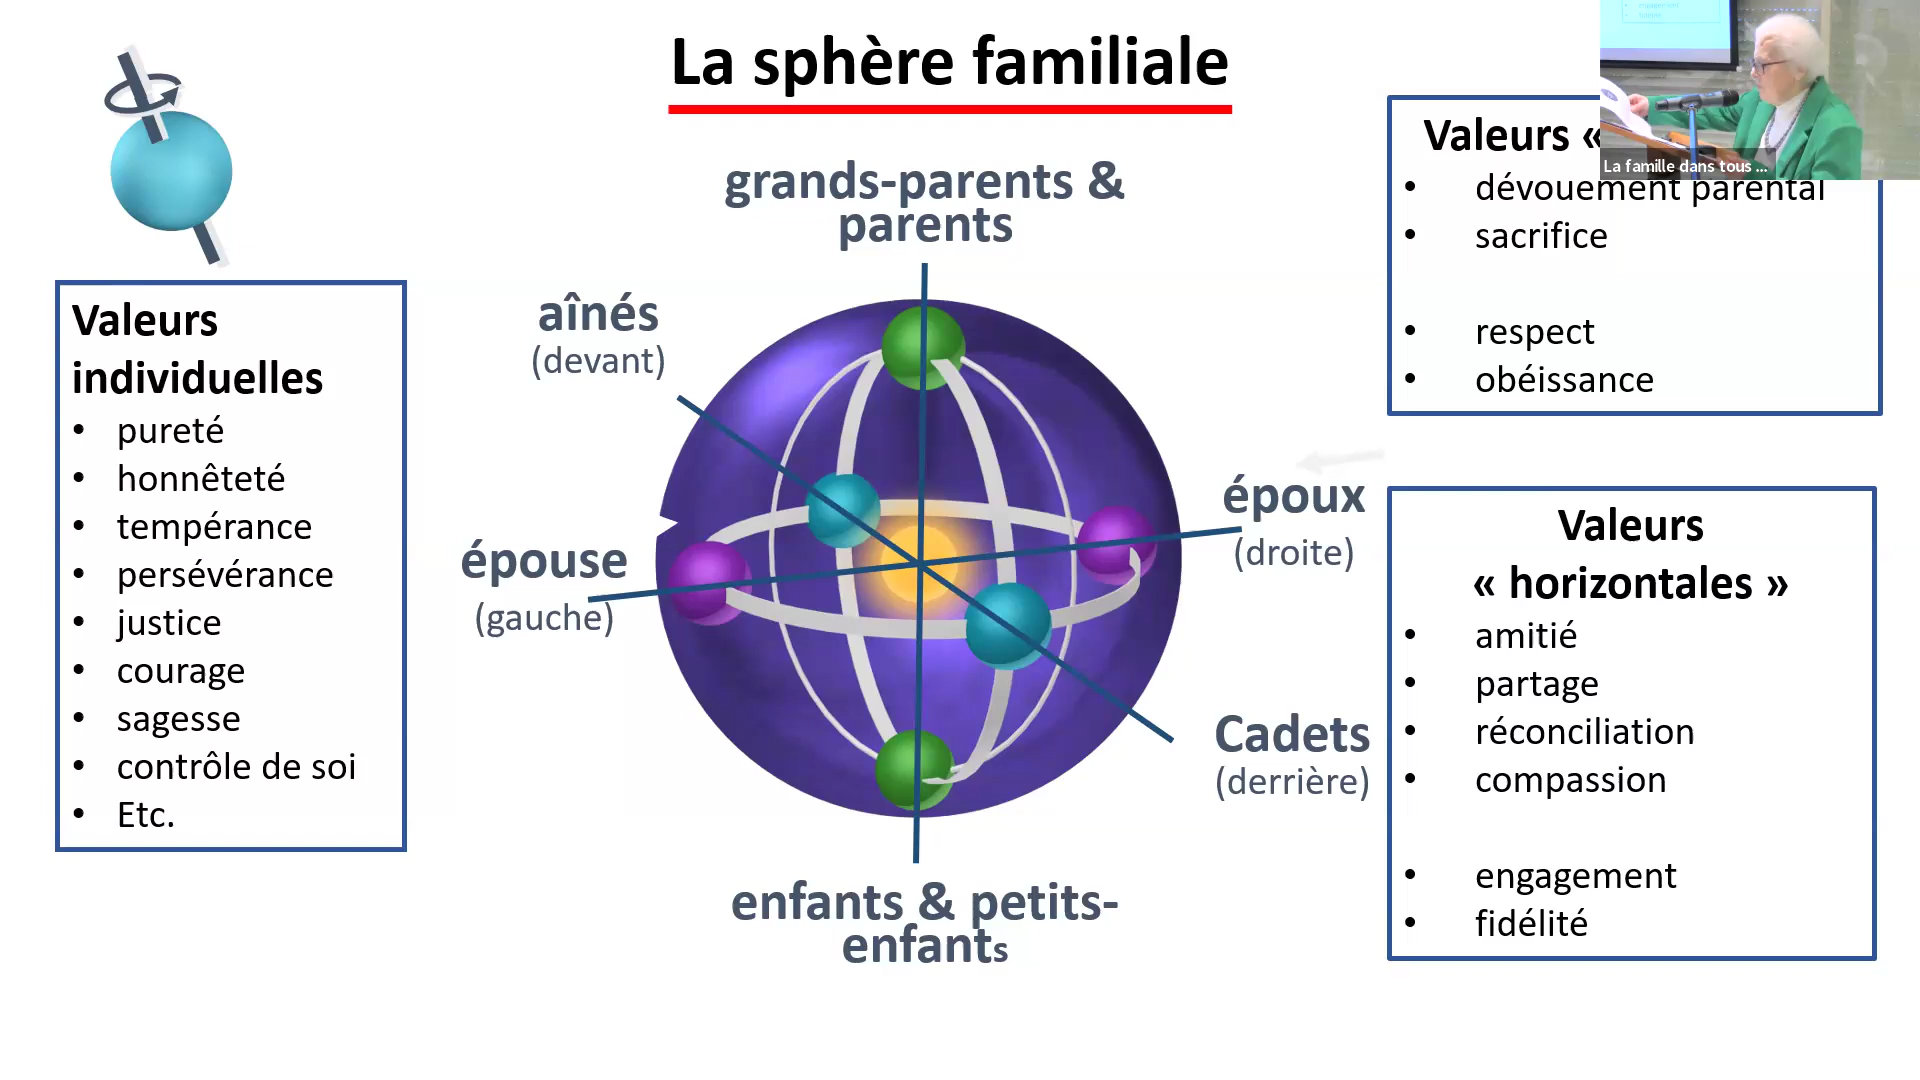 La sphère familiale
Valeurs «
• dévouement parental
• sacrifice
• respect
• obéissance
La famille dans tous ...
grands-parents &
parents
aînés
(devant)
époux
(droite)
épouse
(gauche)
Cadets
(derrière)
enfants & petits-
enfants
Valeurs
individuelles
• pureté
• honnêteté
• tempérance
• persévérance
• justice
• courage
• sagesse
• contrôle de soi
• Etc.
Valeurs
« horizontales »
• amitié
• partage
• réconciliation
• compassion
• engagement
• fidélité